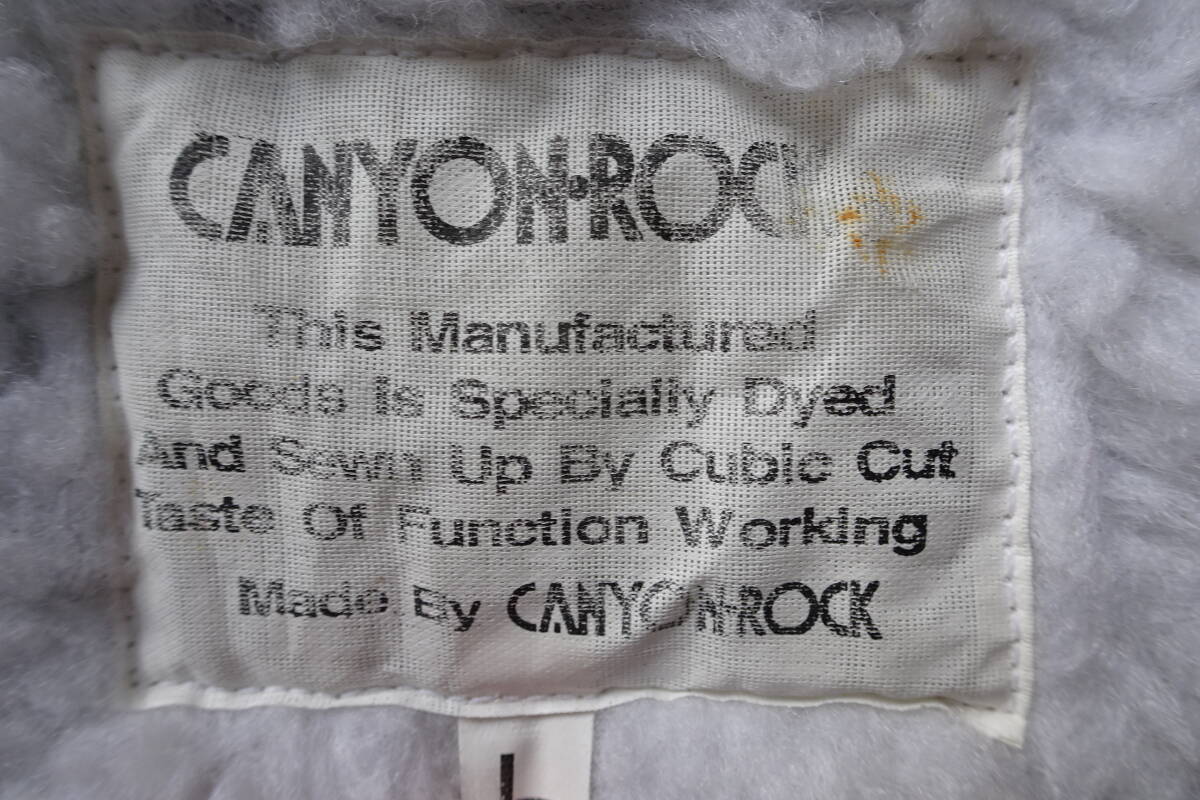 CANYON·ROCK
This Manufactured
Goods Is Specially Dyed
And Sewn Up By Cubic Cut
Taste Of Function Working
Made By CANYON·ROCK
L